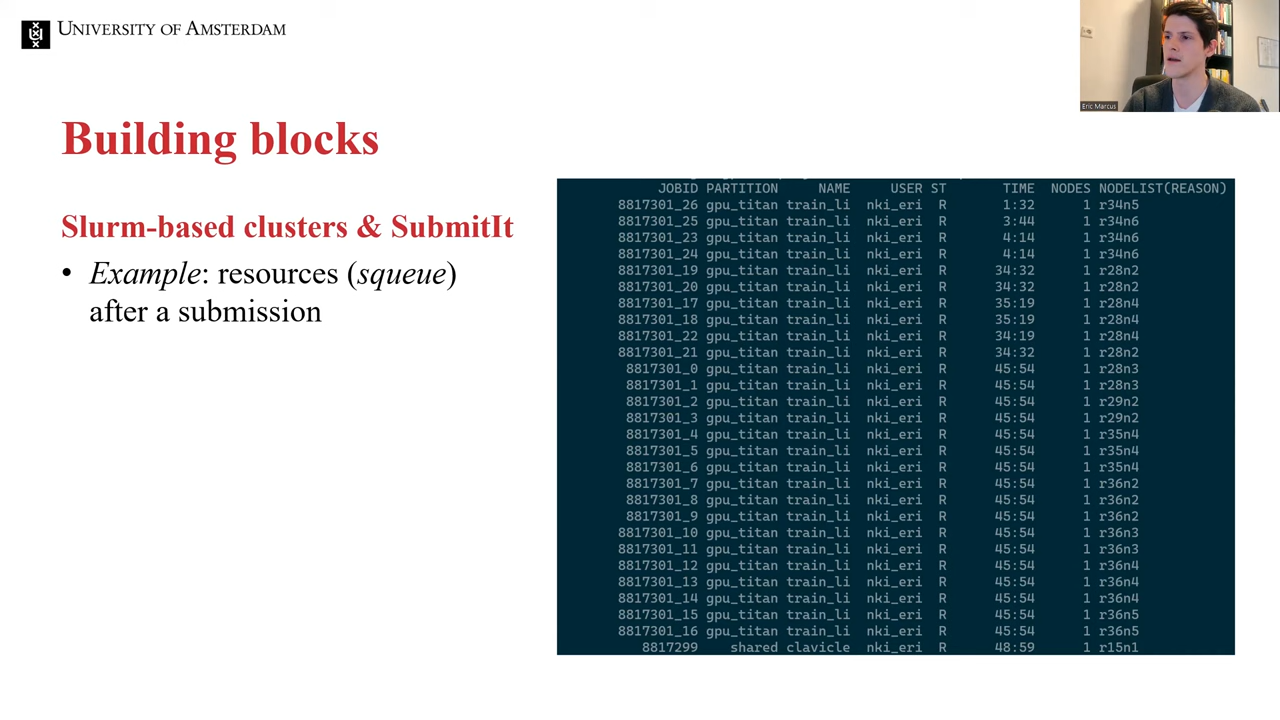 UNIVERSITY OF AMSTERDAM
Eric Marcus
Building blocks
Slurm-based clusters & SubmitIt
• Example: resources (squeue)
after a submission
JOBID PARTITION NAME USER ST TIME NODES NODELIST(REASON)
8817301_26 gpu_titan train_li nki_eri R 1:32 1 r34n5
8817301_25 gpu_titan train_li nki_eri R 3:44 1 r34n6
8817301_23 gpu_titan train_li nki_eri R 4:14 1 r34n6
8817301_24 gpu_titan train_li nki_eri R 4:14 1 r34n6
8817301_19 gpu_titan train_li nki_eri R 34:32 1 r28n2
8817301_20 gpu_titan train_li nki_eri R 34:32 1 r28n2
8817301_17 gpu_titan train_li nki_eri R 35:19 1 r28n4
8817301_18 gpu_titan train_li nki_eri R 35:19 1 r28n4
8817301_22 gpu_titan train_li nki_eri R 34:19 1 r28n4
8817301_21 gpu_titan train_li nki_eri R 34:32 1 r28n2
8817301_0 gpu_titan train_li nki_eri R 45:54 1 r28n3
8817301_1 gpu_titan train_li nki_eri R 45:54 1 r28n3
8817301_2 gpu_titan train_li nki_eri R 45:54 1 r29n2
8817301_3 gpu_titan train_li nki_eri R 45:54 1 r29n2
8817301_4 gpu_titan train_li nki_eri R 45:54 1 r35n4
8817301_5 gpu_titan train_li nki_eri R 45:54 1 r35n4
8817301_6 gpu_titan train_li nki_eri R 45:54 1 r35n4
8817301_7 gpu_titan train_li nki_eri R 45:54 1 r36n2
8817301_8 gpu_titan train_li nki_eri R 45:54 1 r36n2
8817301_9 gpu_titan train_li nki_eri R 45:54 1 r36n2
8817301_10 gpu_titan train_li nki_eri R 45:54 1 r36n3
8817301_11 gpu_titan train_li nki_eri R 45:54 1 r36n3
8817301_12 gpu_titan train_li nki_eri R 45:54 1 r36n4
8817301_13 gpu_titan train_li nki_eri R 45:54 1 r36n4
8817301_14 gpu_titan train_li nki_eri R 45:54 1 r36n4
8817301_15 gpu_titan train_li nki_eri R 45:54 1 r36n5
8817301_16 gpu_titan train_li nki_eri R 45:54 1 r36n5
8817299 shared clavicle nki_eri R 48:59 1 r15n1